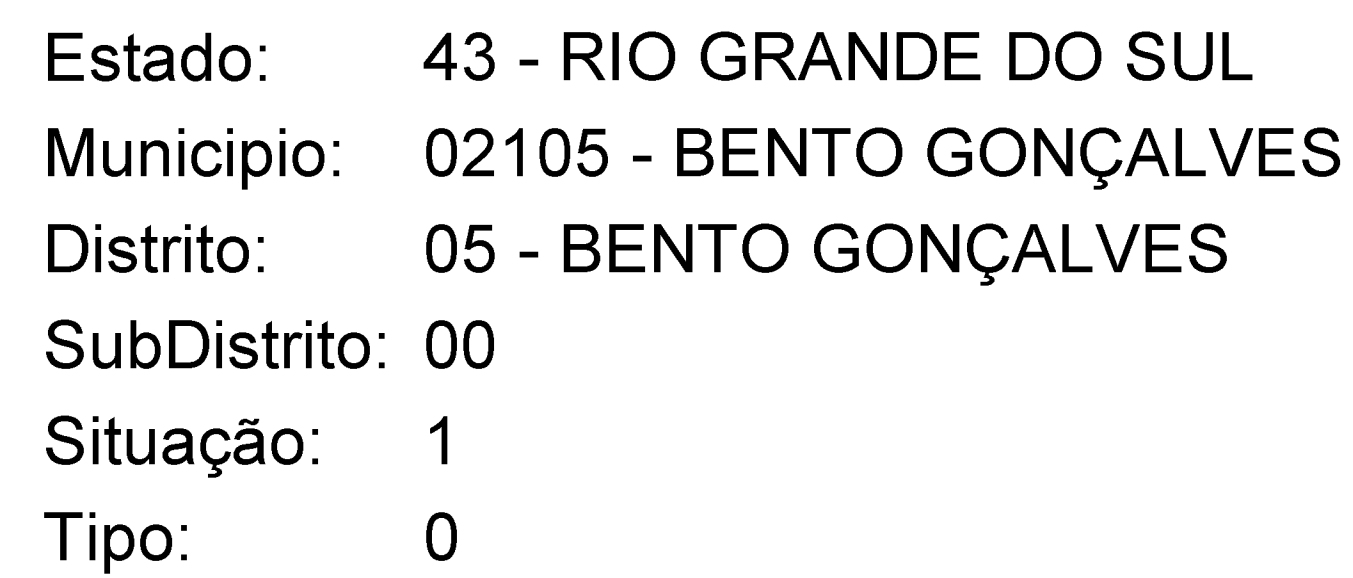 Estado: 43 - RIO GRANDE DO SUL
Municipio: 02105 - BENTO GONÇALVES
Distrito: 05 - BENTO GONÇALVES
SubDistrito: 00
Situação: 1
Tipo: 0